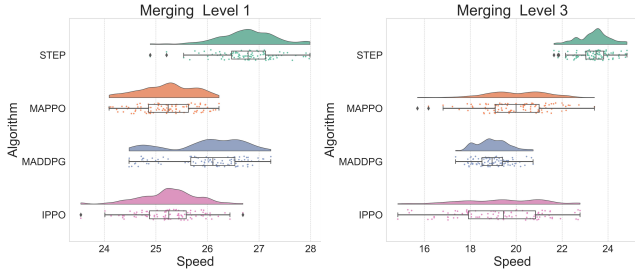 Merging Level 1
Algorithm
STEP
MAPPO
MADDPG
IPPO
24 25 26 27 28
Speed
Merging Level 3
Algorithm
STEP
MAPPO
MADDPG
IPPO
16 18 20 22 24
Speed